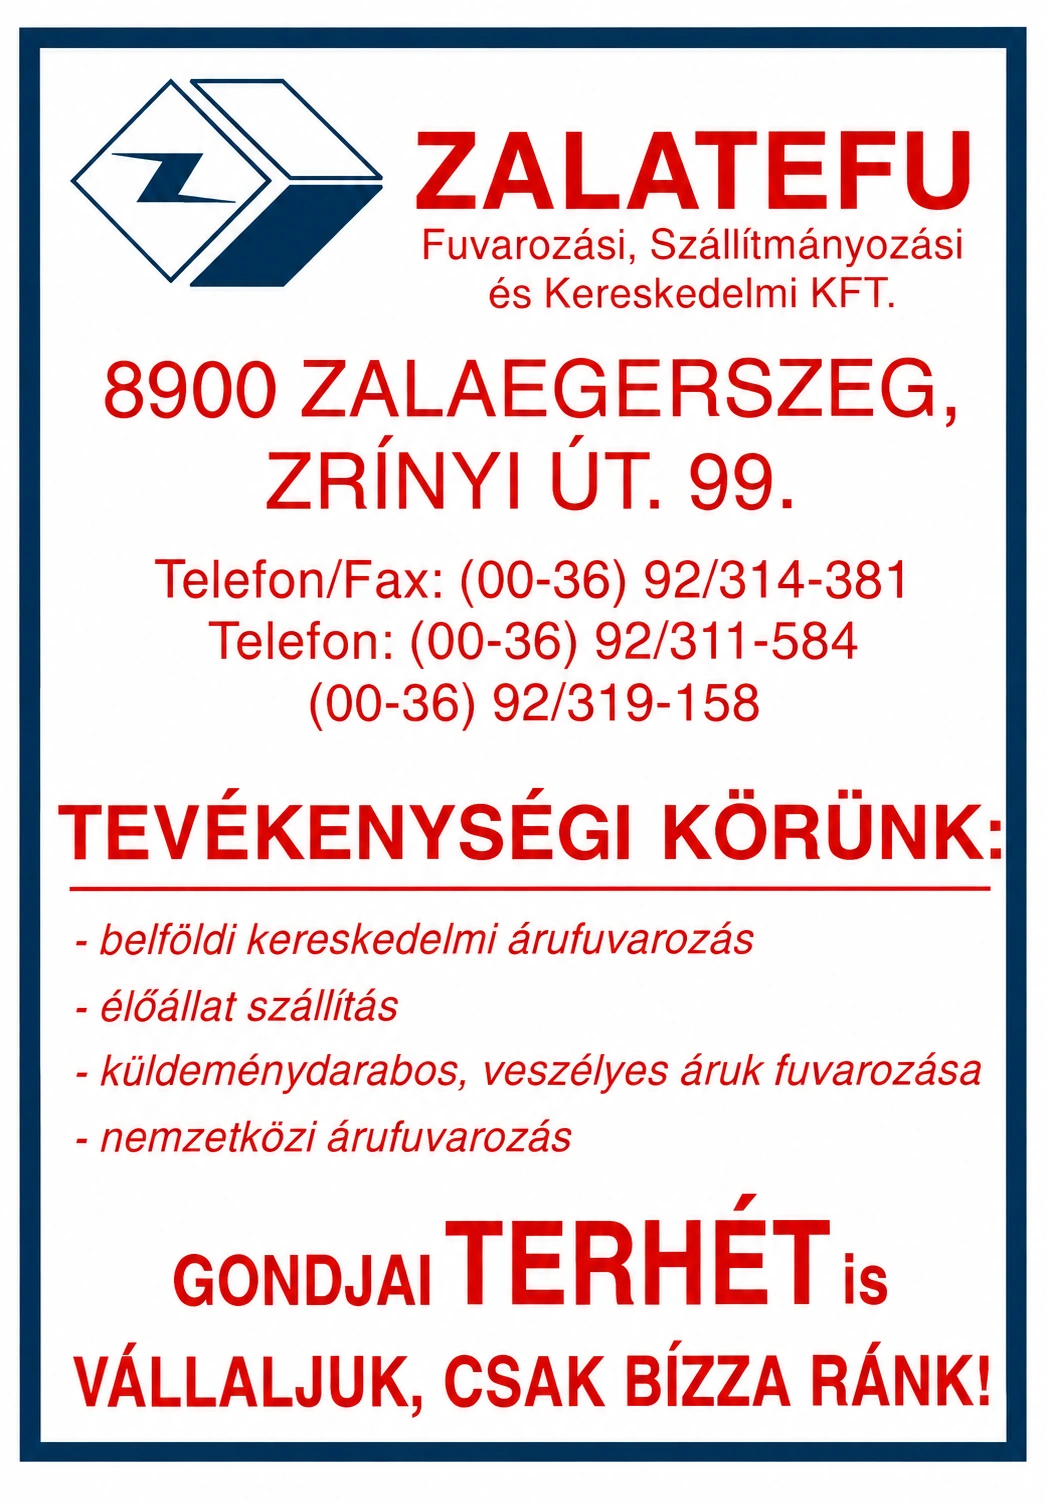 ZALATEFU
Fuvarozási, Szállítmányozási
és Kereskedelmi KFT.
8900 ZALAEGERSZEG,
ZRÍNYI ÚT. 99.
Telefon/Fax: (00-36) 92/314-381
Telefon: (00-36) 92/311-584
(00-36) 92/319-158
TEVÉKENYSÉGI KÖRÜNK:
- belföldi kereskedelmi árufuvarozás
- élőállat szállítás
- küldeménydarabos, veszélyes áruk fuvarozása
- nemzetközi árufuvarozás
GONDJAI TERHÉT is
VÁLLALJUK, CSAK BÍZZA RÁNK!